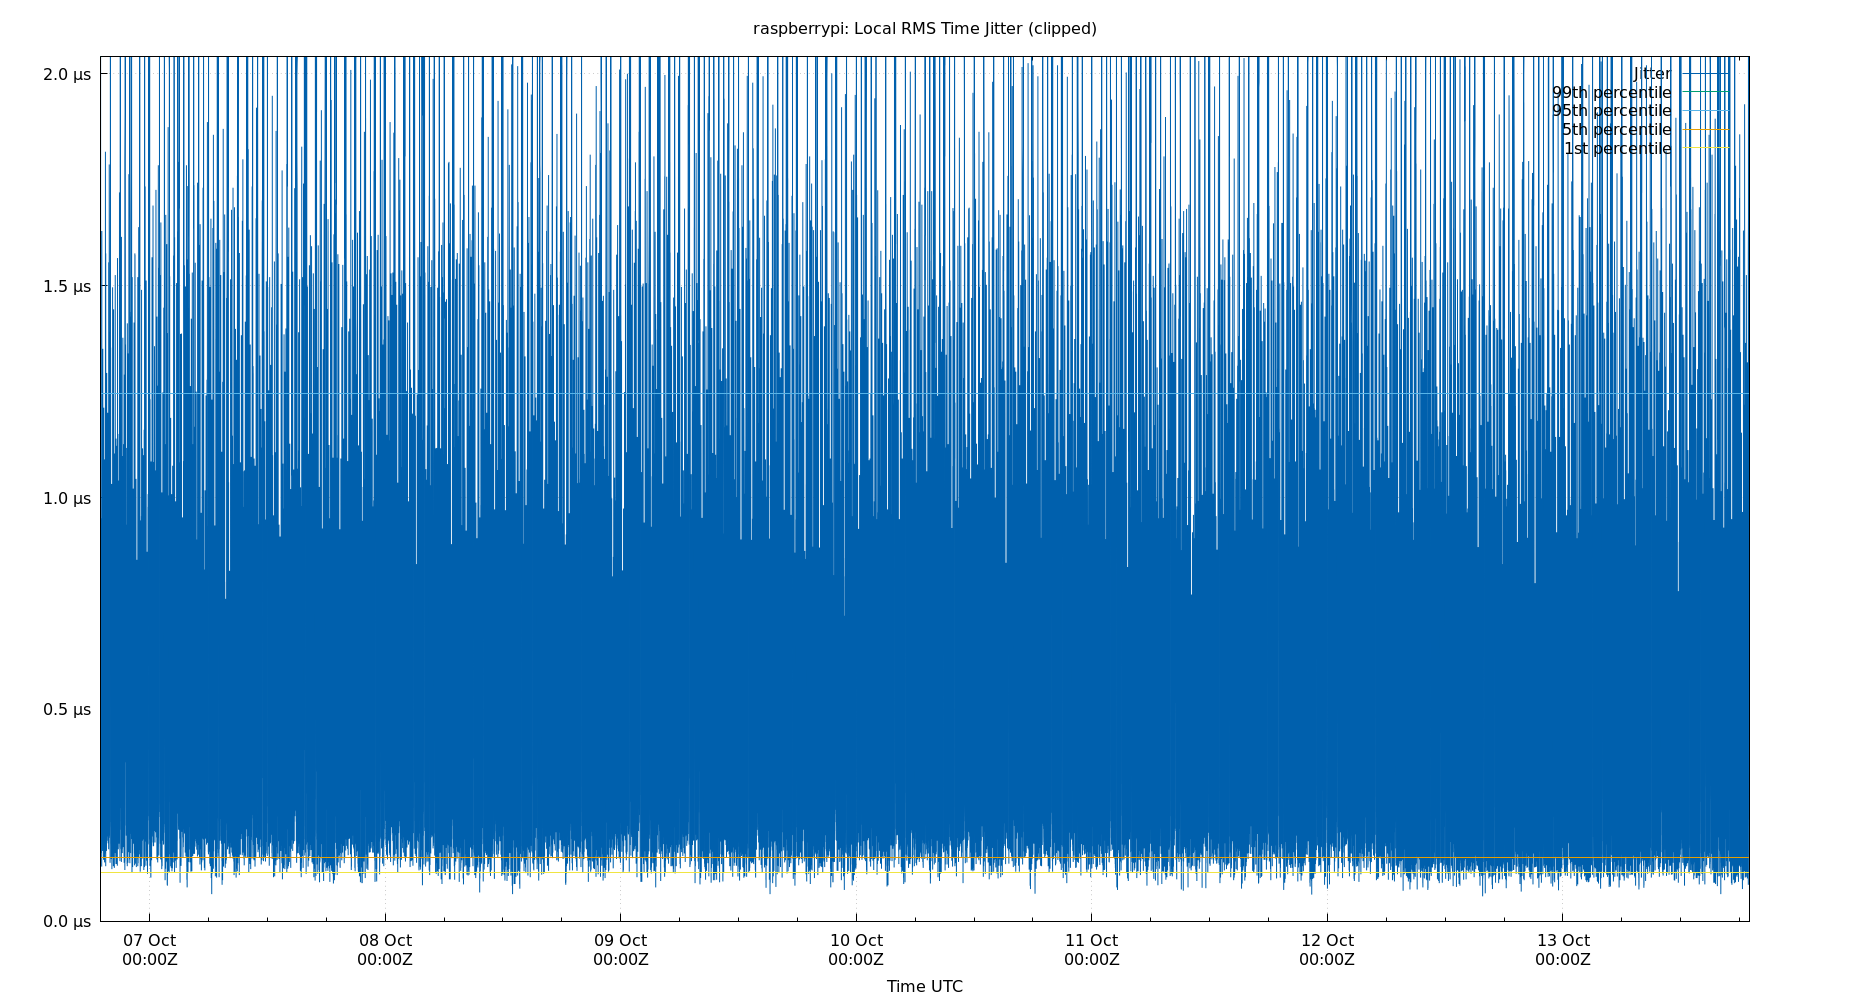 raspberrypi: Local RMS Time Jitter (clipped)
2.0 µs
1.5 µs
1.0 µs
0.5 µs
0.0 µs
Jitter
99th percentile
95th percentile
5th percentile
1st percentile
07 Oct
00:00Z
08 Oct
00:00Z
09 Oct
00:00Z
10 Oct
00:00Z
11 Oct
00:00Z
12 Oct
00:00Z
13 Oct
00:00Z
Time UTC